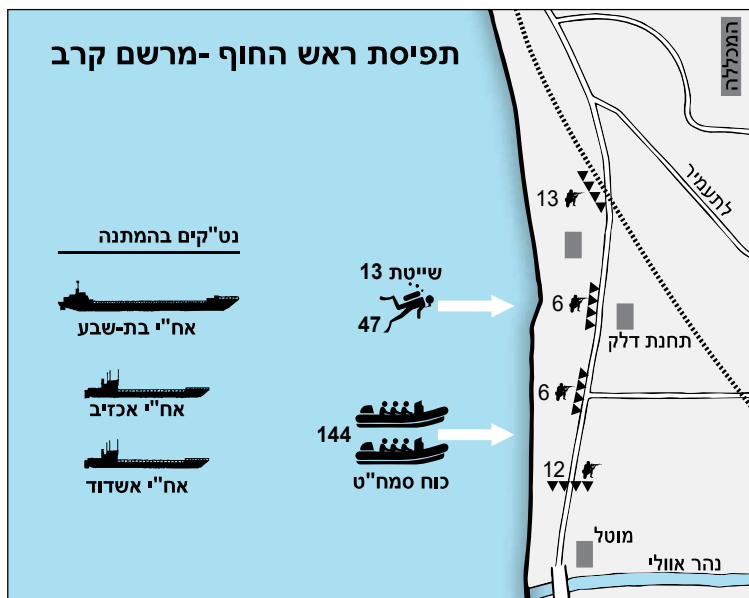 תפיסת ראש החוף -מרשם קרב
המכללה
לתעמיר
13
נט"קים בהמתנה
שייטת 13
47
6
אח"י בת-שבע
תחנת דלק
6
אח"י אכזיב
144
12
אח"י אשדוד
כוח סמח"ט
מוטל
נהר אוולי